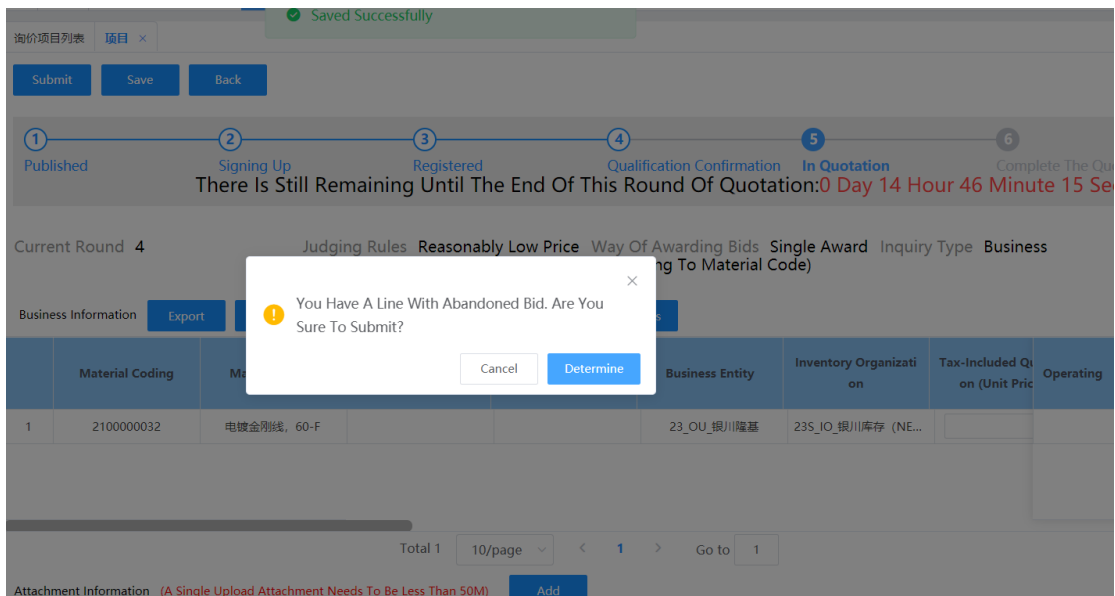 Saved Successfully
询价项目列表 项目 ×
Submit Save Back
1 2 3 4 5 6
Published Signing Up Registered Qualification Confirmation In Quotation Complete The Qu
There Is Still Remaining Until The End Of This Round Of Quotation:0 Day 14 Hour 46 Minute 15 Se
Current Round 4 Judging Rules Reasonably Low Price Way Of Awarding Bids Single Award Inquiry Type Business
ng To Material Code)
You Have A Line With Abandoned Bid. Are You
Sure To Submit?
Business Information Export s
Cancel Determine
Material Coding Ma Business Entity Inventory Organizati
on Tax-Included Qu
on (Unit Pric Operating
1 2100000032 电镀金刚线，60-F 23_OU_银川隆基 23S_IO_银川库存（NE...
Total 1 10/page < 1 > Go to 1
Attachment Information (A Single Upload Attachment Needs To Be Less Than 50M) Add